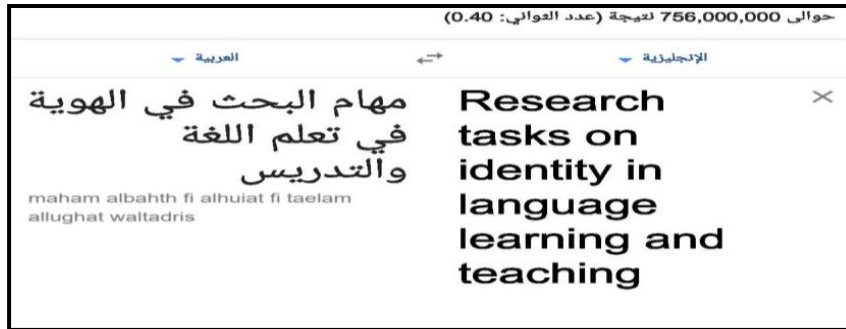 حوالى 756,000,000 نتيجة (عدد الثواني: 0.40)
الإنجليزية
العربية
Research
tasks on
identity in
language
learning and
teaching
مهام البحث في الهوية
في تعلم اللغة
والتدريس
maham albahth fi alhuiat fi taelam
allughat waltadris